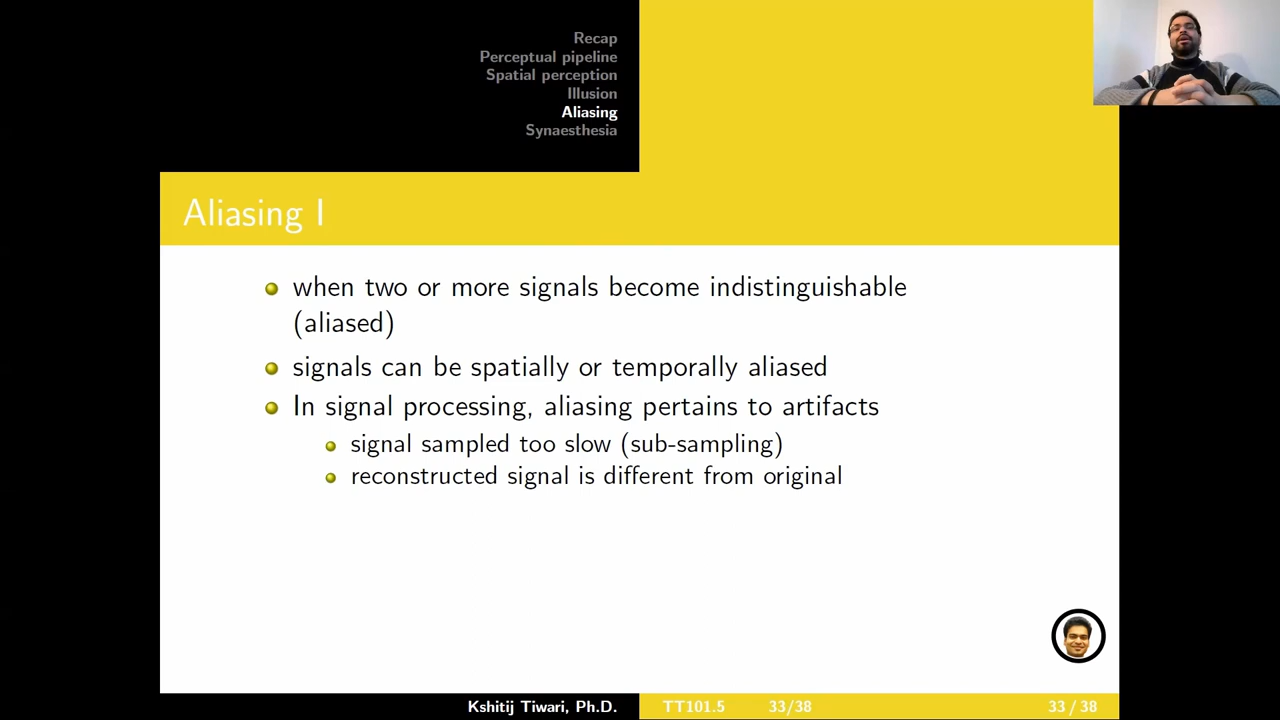 Recap
Perceptual pipeline
Spatial perception
Illusion
Aliasing
Synaesthesia
Aliasing I
when two or more signals become indistinguishable
(aliased)
signals can be spatially or temporally aliased
In signal processing, aliasing pertains to artifacts
signal sampled too slow (sub-sampling)
reconstructed signal is different from original
Kshitij Tiwari, Ph.D. TT101.5 33/38 33 / 38